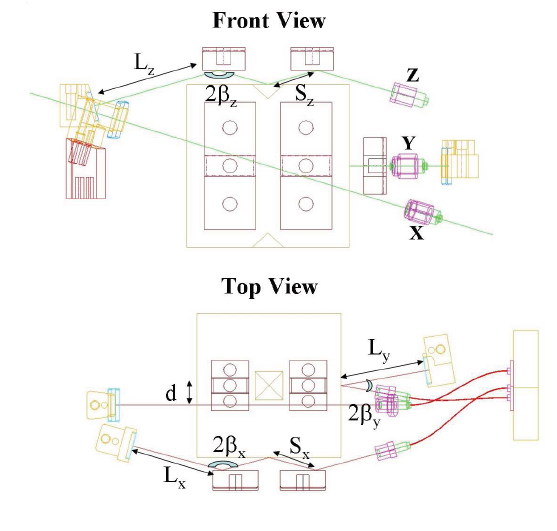 Front View
L_z
2β_z
S_z
Z
Y
X
Top View
L_y
d
2β_y
2β_x
S_x
L_x